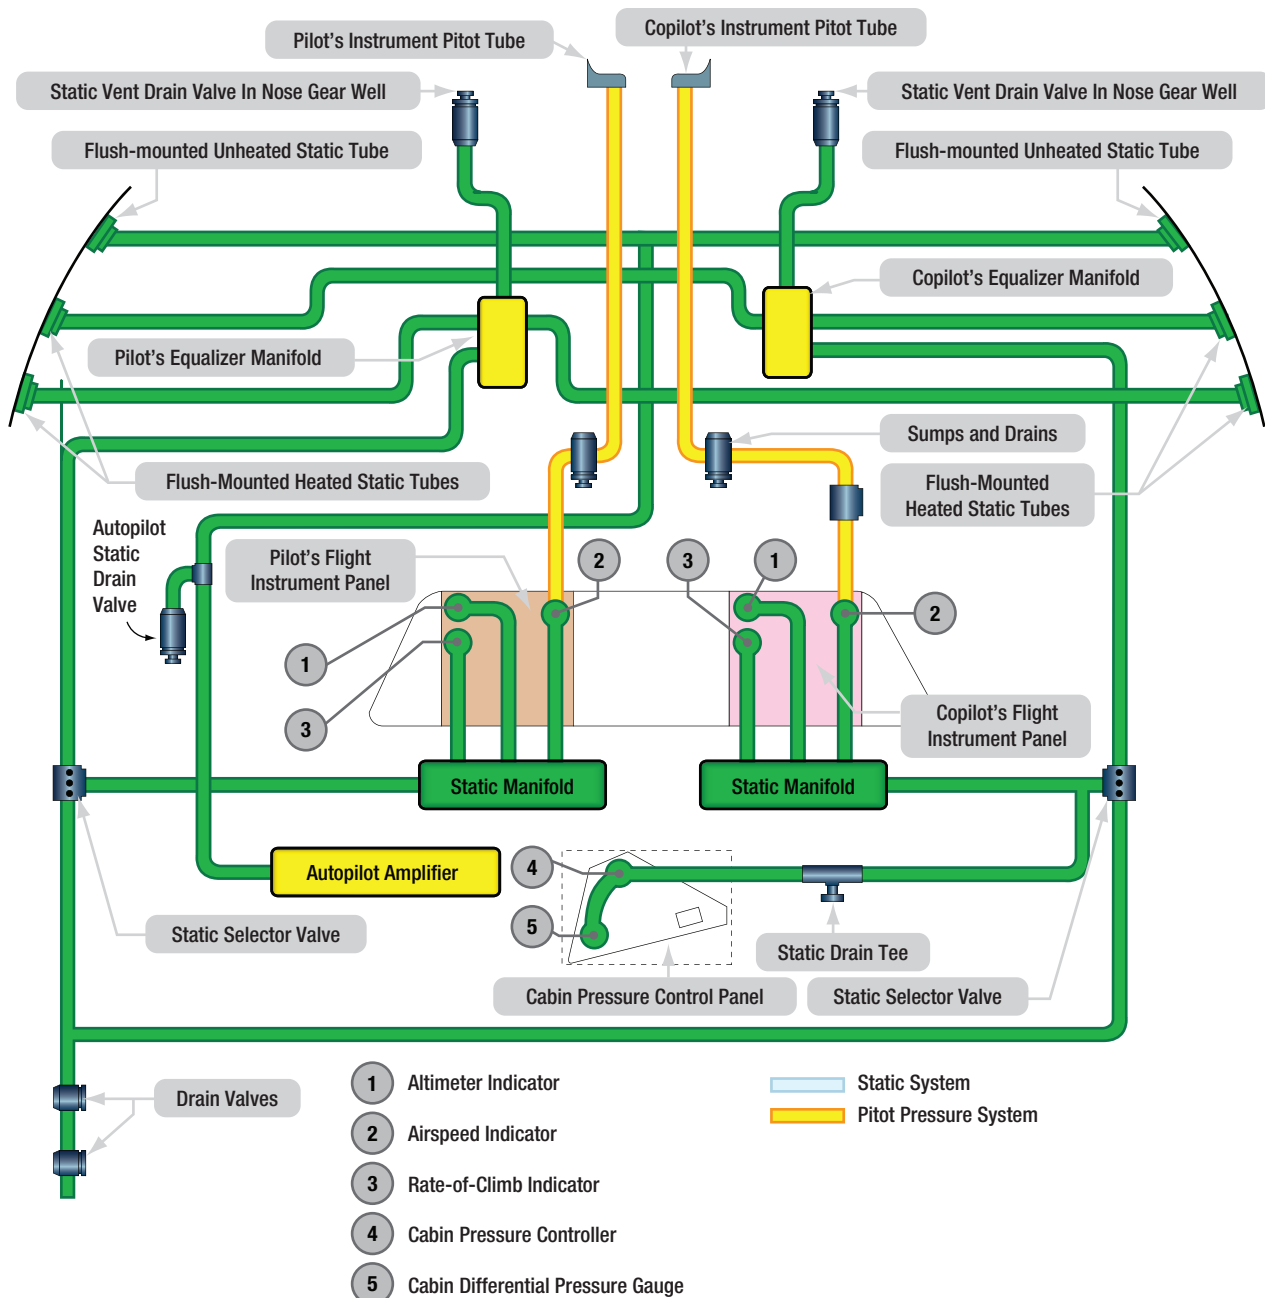 Pilot’s Instrument Pitot Tube
Copilot’s Instrument Pitot Tube
Static Vent Drain Valve In Nose Gear Well
Static Vent Drain Valve In Nose Gear Well
Flush-mounted Unheated Static Tube
Flush-mounted Unheated Static Tube
Copilot’s Equalizer Manifold
Pilot’s Equalizer Manifold
Sumps and Drains
Flush-Mounted Heated Static Tubes
Flush-Mounted
Heated Static Tubes
Autopilot
Static
Drain
Valve
Pilot’s Flight
Instrument Panel
2
3
1
2
1
3
Copilot’s Flight
Instrument Panel
Static Manifold
Static Manifold
Autopilot Amplifier
4
5
Static Selector Valve
Static Drain Tee
Cabin Pressure Control Panel
Static Selector Valve
Drain Valves
1 Altimeter Indicator
2 Airspeed Indicator
3 Rate-of-Climb Indicator
4 Cabin Pressure Controller
5 Cabin Differential Pressure Gauge
Static System
Pitot Pressure System